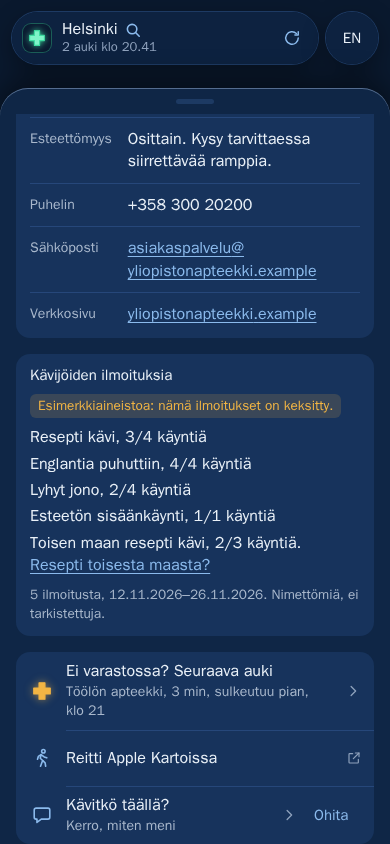 Helsinki
2 auki klo 20.41
EN
Esteettömyys
Osittain. Kysy tarvittaessa
siirrettävää ramppia.
Puhelin
+358 300 20200
Sähköposti
asiakaspalvelu@
yliopistonapteekki.example
Verkkosivu
yliopistonapteekki.example
Kävijöiden ilmoituksia
Esimerkkiaineistoa: nämä ilmoitukset on keksitty.
Resepti kävi, 3/4 käyntiä
Englantia puhuttiin, 4/4 käyntiä
Lyhyt jono, 2/4 käyntiä
Esteetön sisäänkäynti, 1/1 käyntiä
Toisen maan resepti kävi, 2/3 käyntiä.
Resepti toisesta maasta?
5 ilmoitusta, 12.11.2026–26.11.2026. Nimettömiä, ei
tarkistettuja.
Ei varastossa? Seuraava auki
Töölön apteekki, 3 min, sulkeutuu pian,
klo 21
Reitti Apple Kartoissa
Kävitkö täällä?
Kerro, miten meni
Ohita